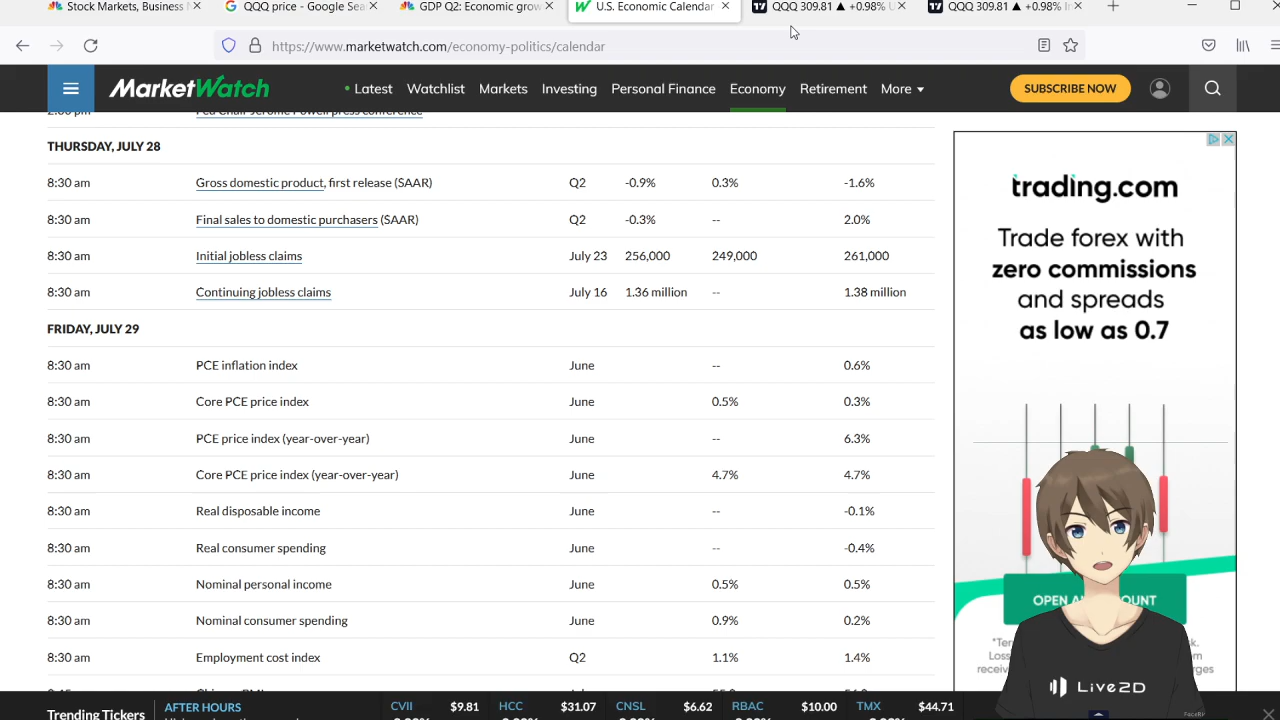 Stock Markets, Business
QQQ price - Google Sea
GDP Q2: Economic grow
U.S. Economic Calendar
QQQ 309.81 ▲ +0.98% U
QQQ 309.81 ▲ +0.98%
https://www.marketwatch.com/economy-politics/calendar
MarketWatch
• Latest Watchlist Markets Investing Personal Finance Economy Retirement More
SUBSCRIBE NOW
Fed Chair Jerome Powell press conference
THURSDAY, JULY 28
8:30 am Gross domestic product, first release (SAAR) Q2 -0.9% 0.3% -1.6%
8:30 am Final sales to domestic purchasers (SAAR) Q2 -0.3% -- 2.0%
8:30 am Initial jobless claims July 23 256,000 249,000 261,000
8:30 am Continuing jobless claims July 16 1.36 million -- 1.38 million
FRIDAY, JULY 29
8:30 am PCE inflation index June -- 0.6%
8:30 am Core PCE price index June 0.5% 0.3%
8:30 am PCE price index (year-over-year) June -- 6.3%
8:30 am Core PCE price index (year-over-year) June 4.7% 4.7%
8:30 am Real disposable income June -- -0.1%
8:30 am Real consumer spending June -- -0.4%
8:30 am Nominal personal income June 0.5% 0.5%
8:30 am Nominal consumer spending June 0.9% 0.2%
8:30 am Employment cost index Q2 1.1% 1.4%
trading.com
Trade forex with
zero commissions
and spreads
as low as 0.7
OPEN
Live2D
Trending Tickers
AFTER HOURS
CVII $9.81
HCC $31.07
CNSL $6.62
RBAC $10.00
TMX $44.71